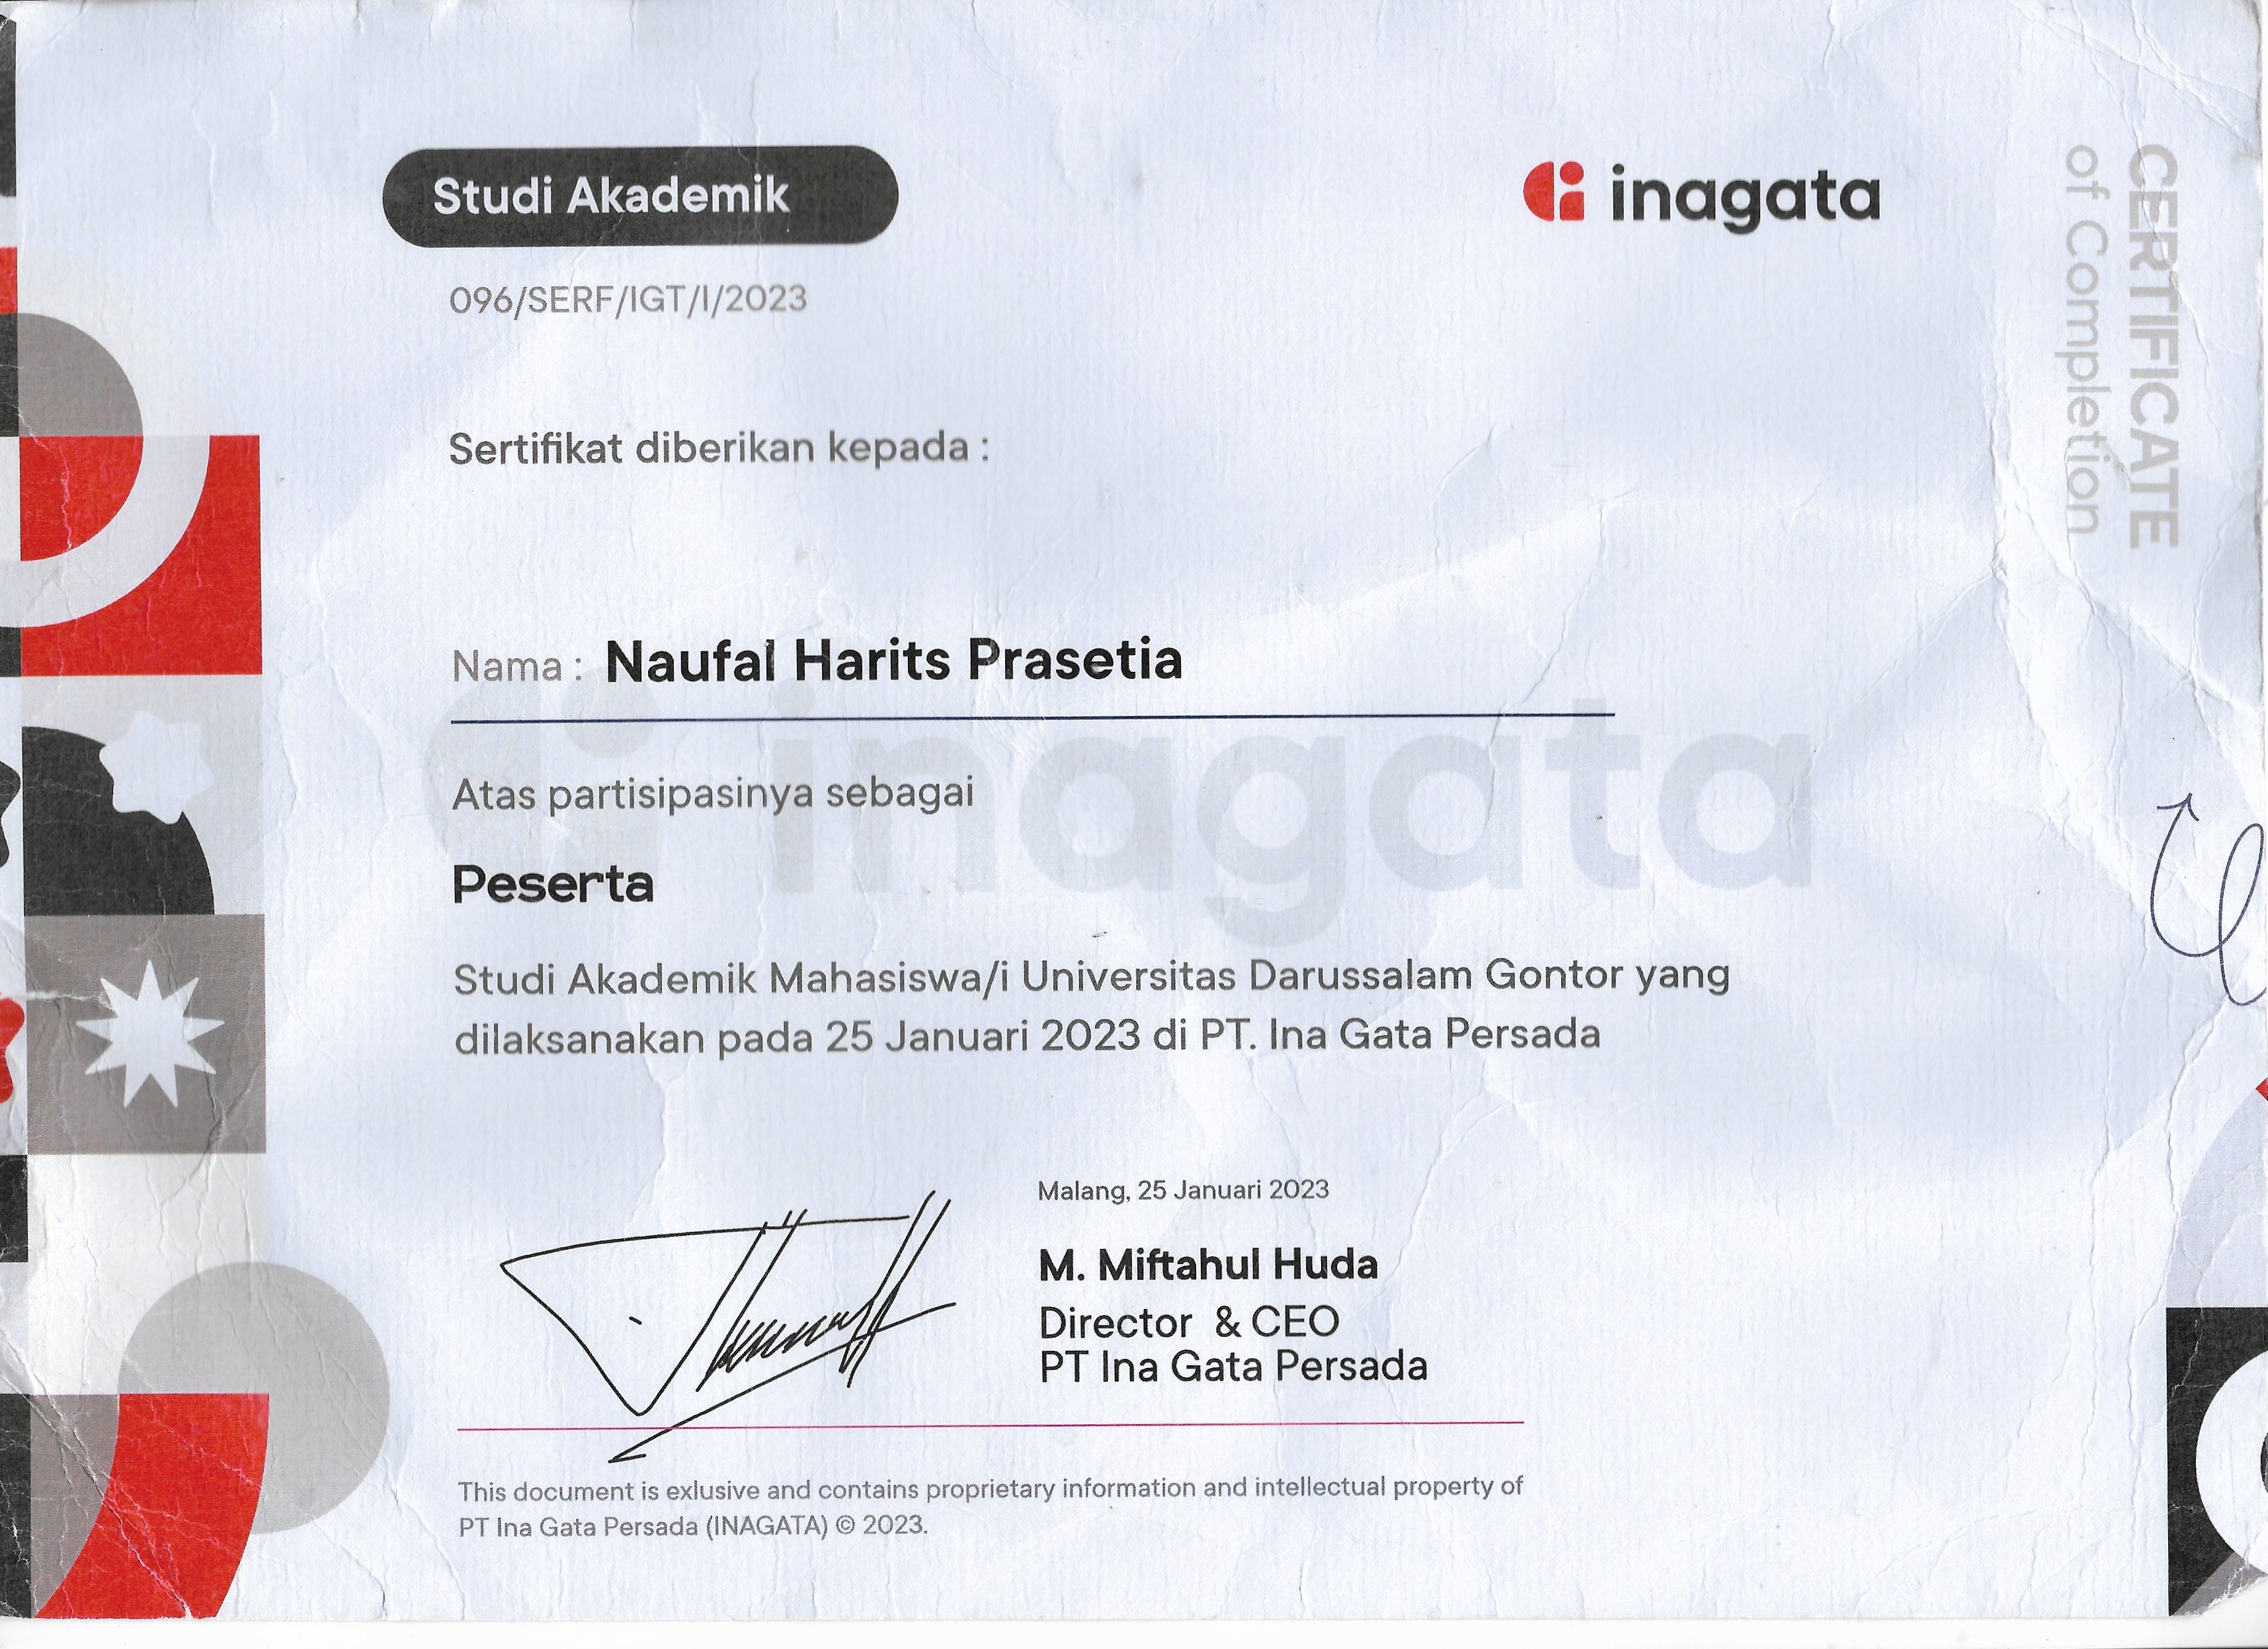 Studi Akademik
inagata
096/SERF/IGT/I/2023
CERTIFICATE
of Completion
Sertifikat diberikan kepada :
Nama : Naufal Harits Prasetia
inagata
Atas partisipasinya sebagai
Peserta
Studi Akademik Mahasiswa/i Universitas Darussalam Gontor yang
dilaksanakan pada 25 Januari 2023 di PT. Ina Gata Persada
Malang, 25 Januari 2023
M. Miftahul Huda
Director & CEO
PT Ina Gata Persada
This document is exlusive and contains proprietary information and intellectual property of
PT Ina Gata Persada (INAGATA) © 2023.